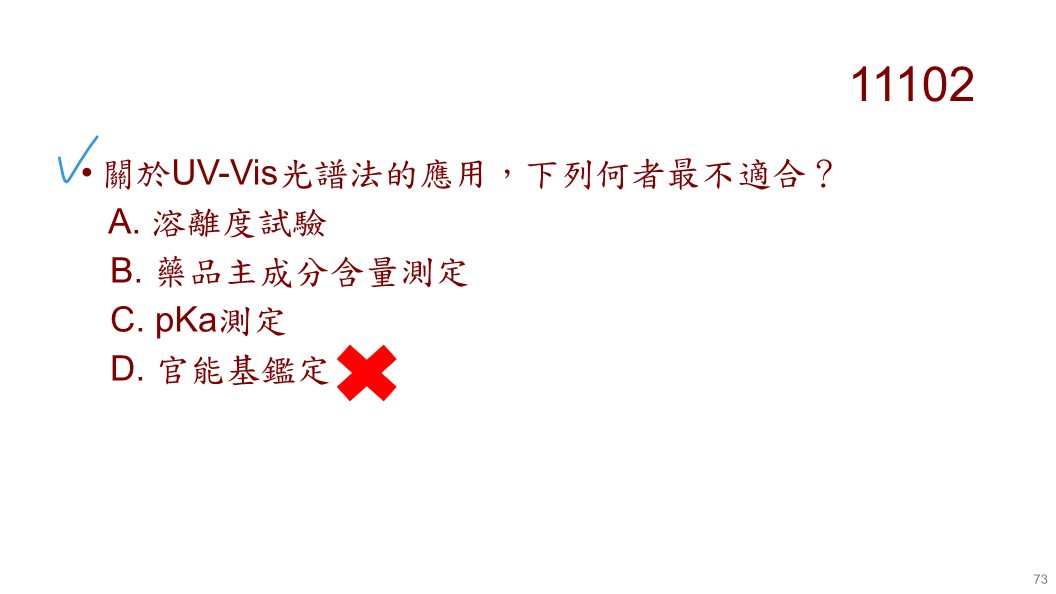 11102
• 關於UV-Vis光譜法的應用，下列何者最不適合？
A. 溶離度試驗
B. 藥品主成分含量測定
C. pKa測定
D. 官能基鑑定
73